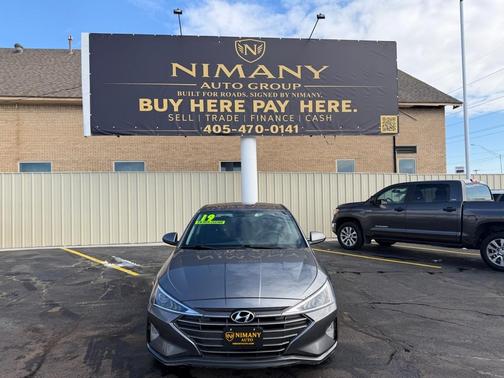 N
NIMANY
AUTO GROUP
BUILT FOR ROADS. SIGNED BY NIMANY.
BUY HERE PAY HERE.
SELL | TRADE | FINANCE | CASH
405-470-0141
19
NIMANY
AUTO